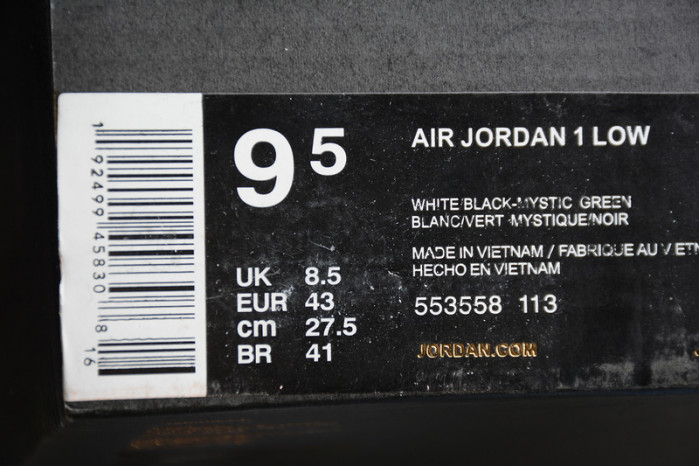 1 92499 45830 8
16
9 5
AIR JORDAN 1 LOW
WHITE/BLACK-MYSTIC GREEN
BLANC/VERT MYSTIQUE/NOIR
MADE IN VIETNAM / FABRIQUE AU VIETN
HECHO EN VIETNAM
553558 113
UK 8.5
EUR 43
cm 27.5
BR 41
JORDAN.COM